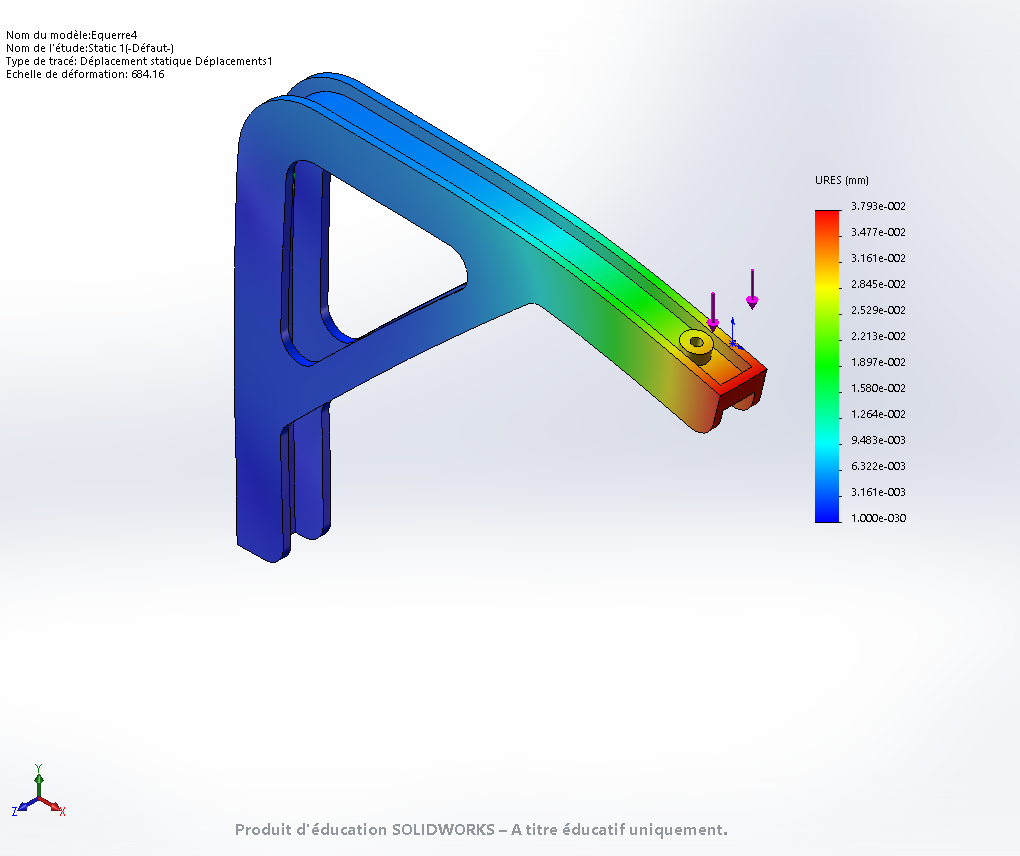 Nom du modèle:Equerre4
Nom de l'étude:Static 1(-Défaut-)
Type de tracé: Déplacement statique Déplacements1
Echelle de déformation: 684.16
URES (mm)
3.793e-002
3.477e-002
3.161e-002
2.845e-002
2.529e-002
2.213e-002
1.897e-002
1.580e-002
1.264e-002
9.483e-003
6.322e-003
3.161e-003
1.000e-030
Y
Z
X
Produit d'éducation SOLIDWORKS – A titre éducatif uniquement.